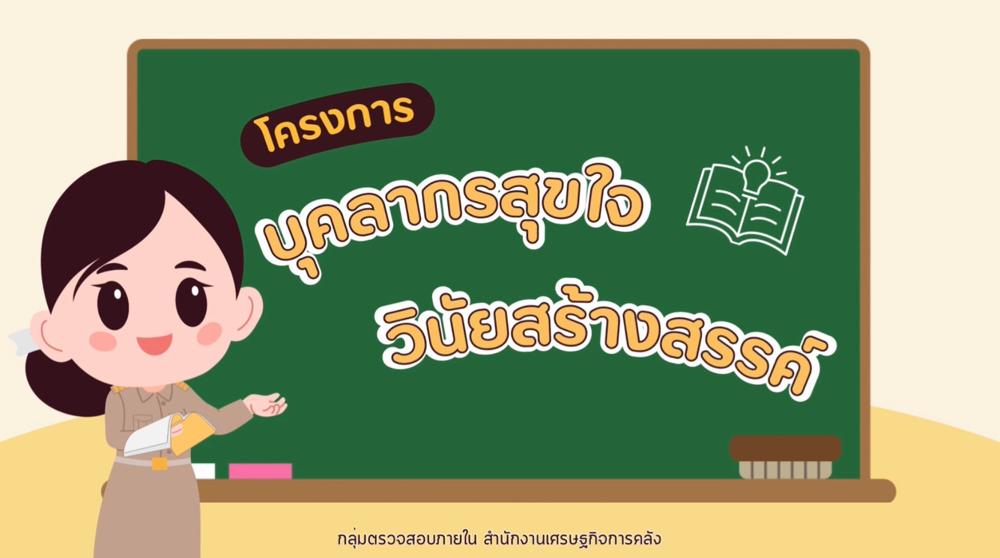 โครงการ
บุคลากรสุขใจ
วินัยสร้างสรรค์
กลุ่มตรวจสอบภายใน สำนักงานเศรษฐกิจการคลัง